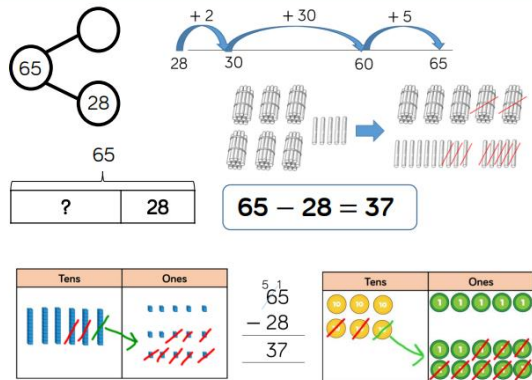 65
28
+ 2
+ 30
+ 5
28
30
60
65
65
?
28
65 − 28 = 37
Tens
Ones
5 1
65
− 28
37
Tens
Ones
10 10 10
10 10 10
1 1 1 1 1
1 1 1 1 1
1 1 1 1 1